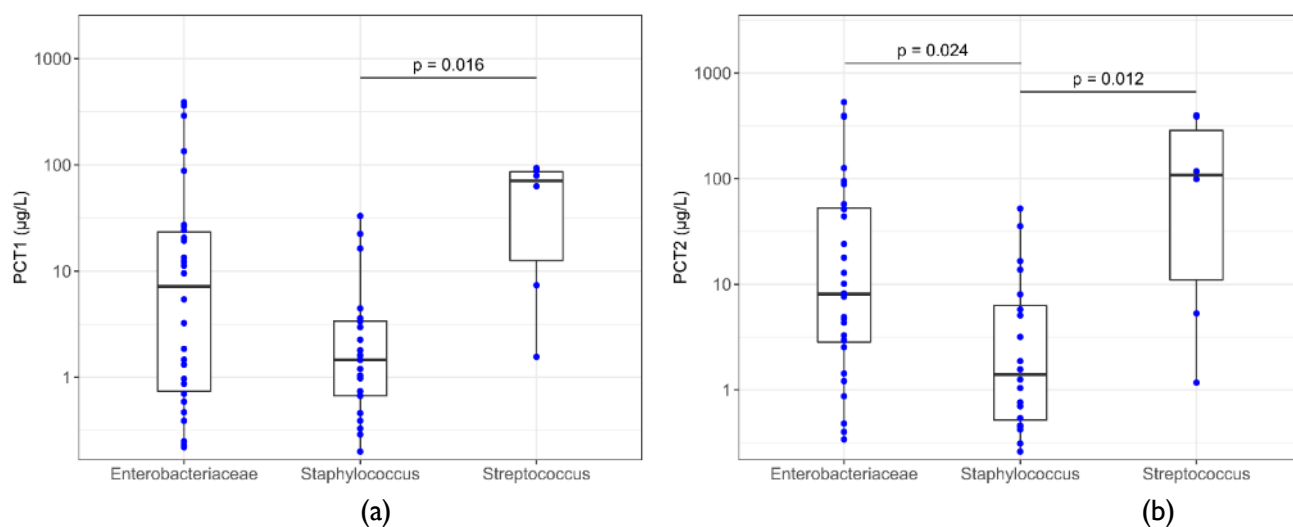 1000
100
10
1
PCT1 (µg/L)
p = 0.016
Enterobacteriaceae Staphylococcus Streptococcus
(a)
1000
100
10
1
PCT2 (µg/L)
p = 0.024
p = 0.012
Enterobacteriaceae Staphylococcus Streptococcus
(b)